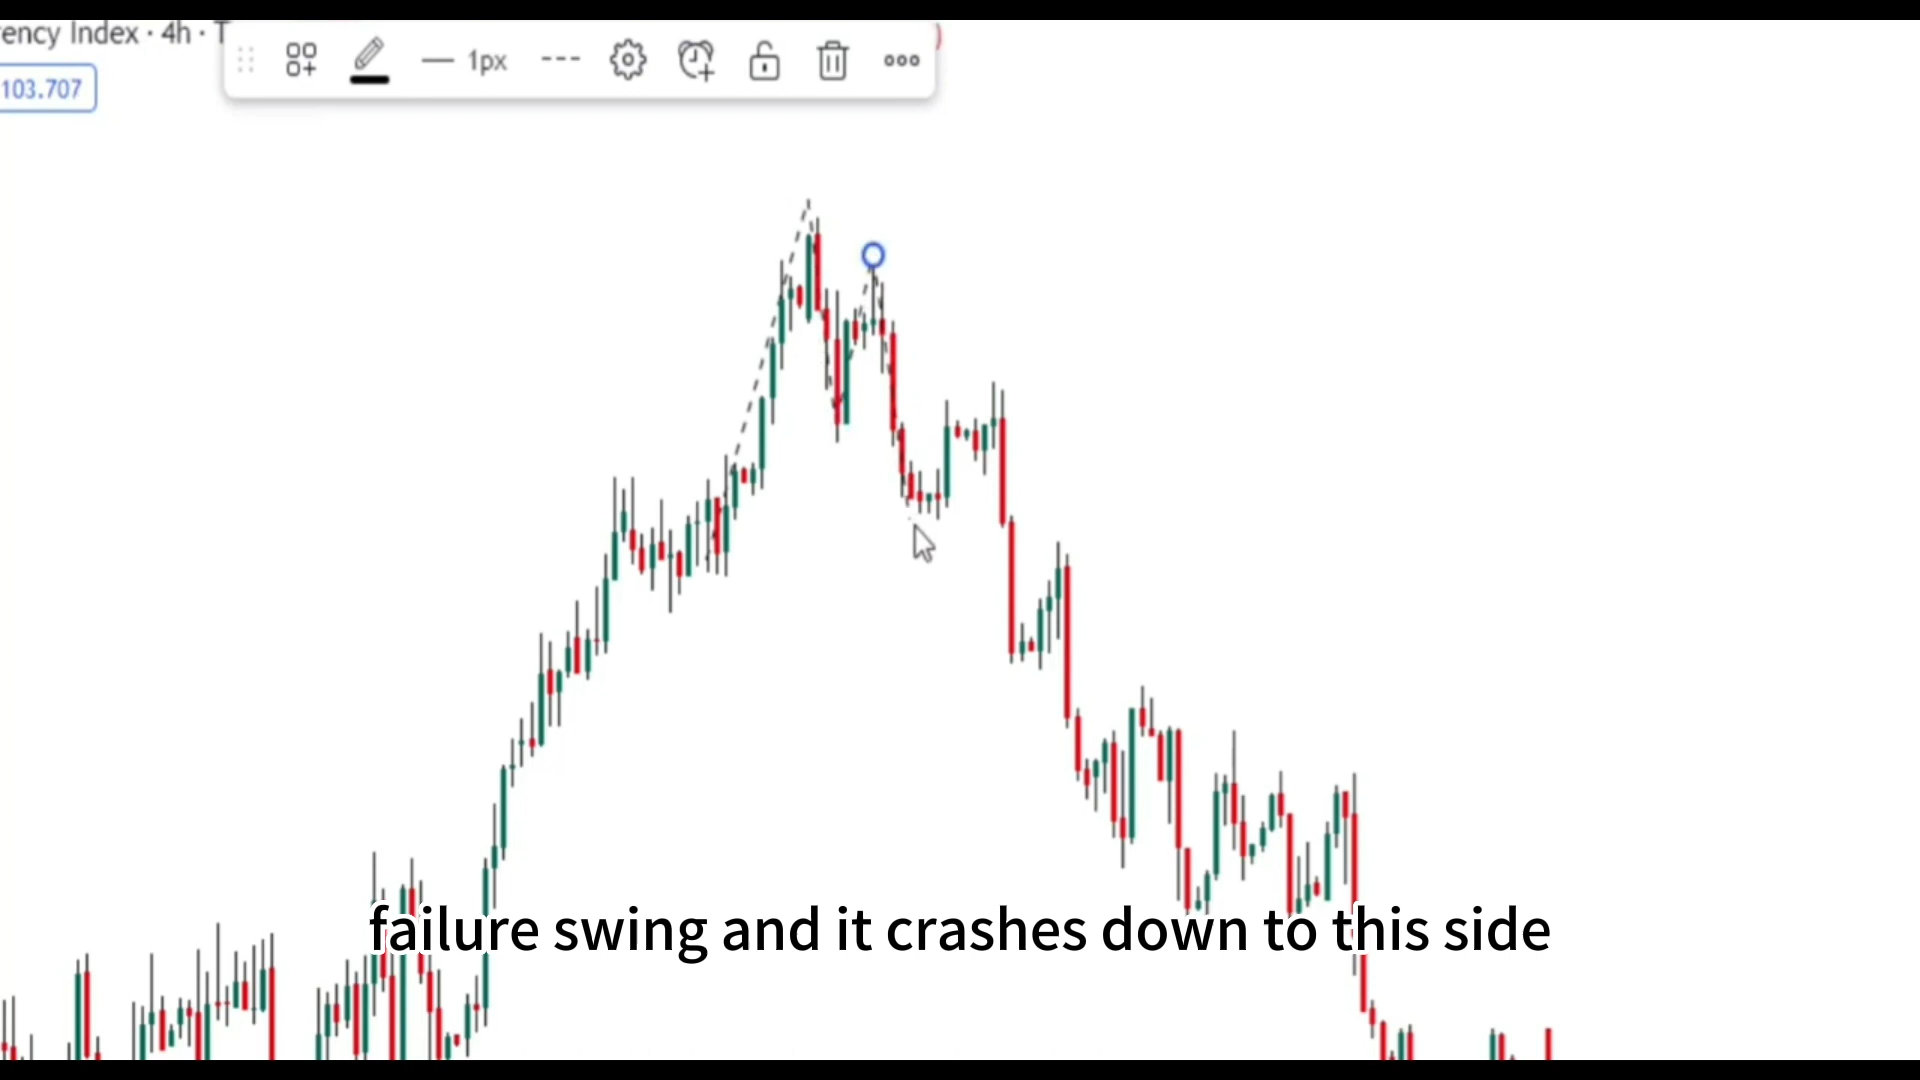 ency Index · 4h · T
103.707
1px
failure swing and it crashes down to this side